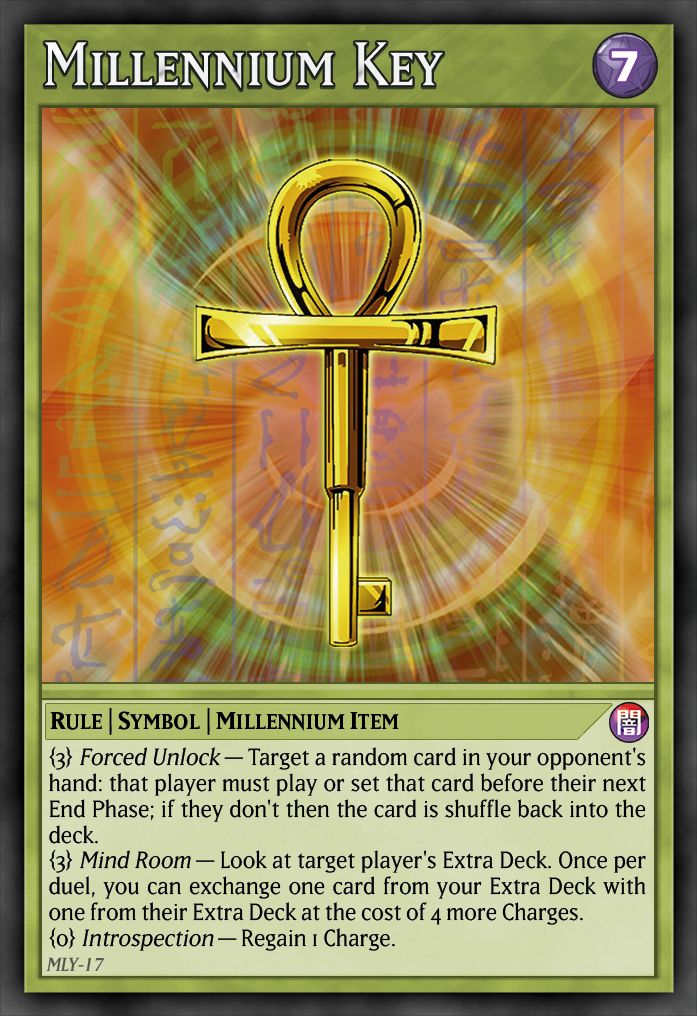 Millennium Key
7
Rule | Symbol | Millennium Item
闇
{3} Forced Unlock — Target a random card in your opponent's
hand: that player must play or set that card before their next
End Phase; if they don't then the card is shuffle back into the
deck.
{3} Mind Room — Look at target player's Extra Deck. Once per
duel, you can exchange one card from your Extra Deck with
one from their Extra Deck at the cost of 4 more Charges.
{0} Introspection — Regain 1 Charge.
MLY-17